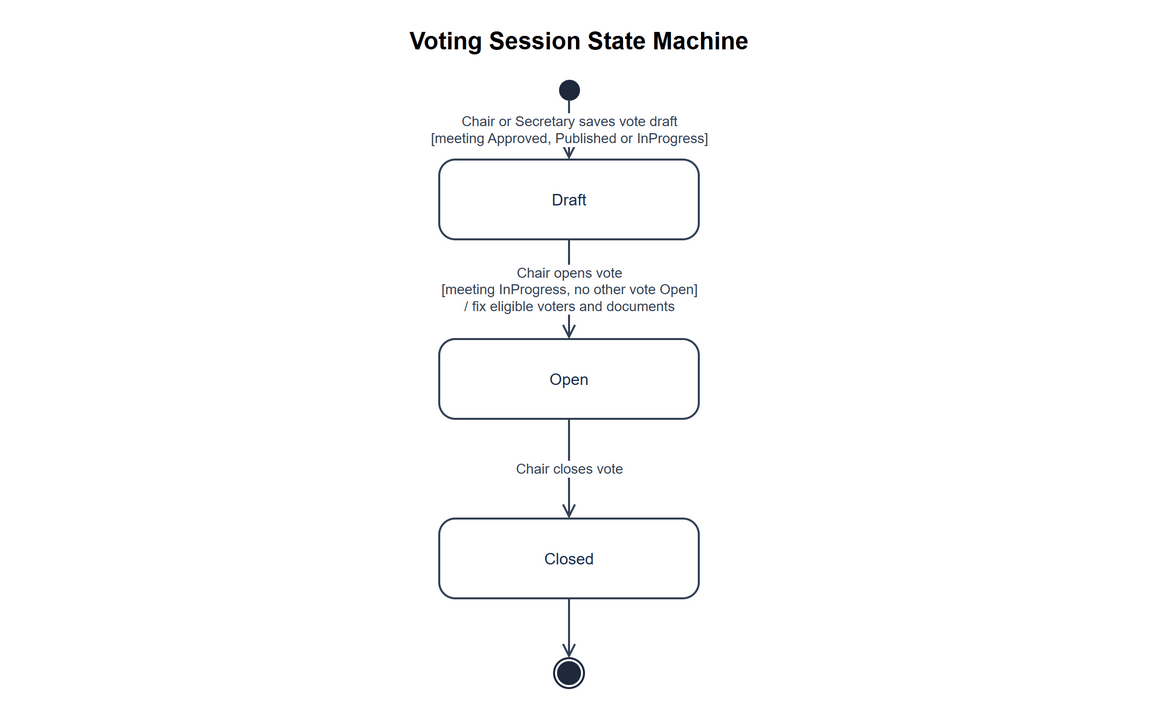 Voting Session State Machine
Chair or Secretary saves vote draft
[meeting Approved, Published or InProgress]
Draft
Chair opens vote
[meeting InProgress, no other vote Open]
/ fix eligible voters and documents
Open
Chair closes vote
Closed